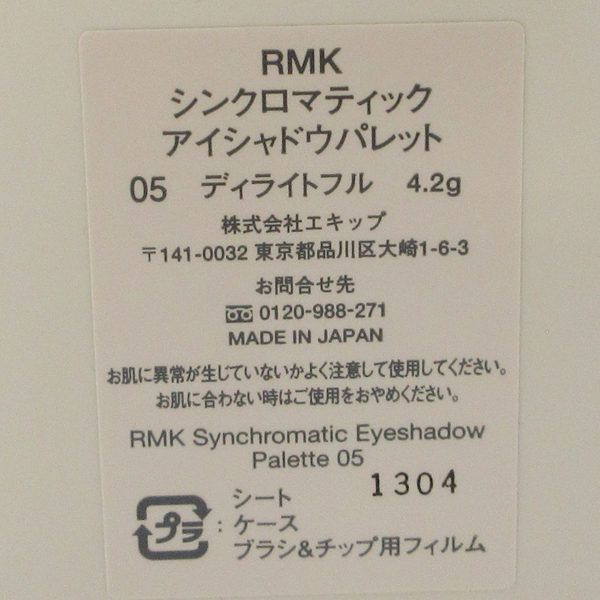 RMK
シンクロマティック
アイシャドウパレット
05 ディライトフル 4.2g
株式会社エキップ
〒141-0032 東京都品川区大崎1-6-3
お問合せ先
0120-988-271
MADE IN JAPAN
お肌に異常が生じていないかよく注意して使用してください。
お肌に合わない時はご使用をおやめください。
RMK Synchromatic Eyeshadow
Palette 05
1304
プラ : シート
ケース
ブラシ&チップ用フィルム